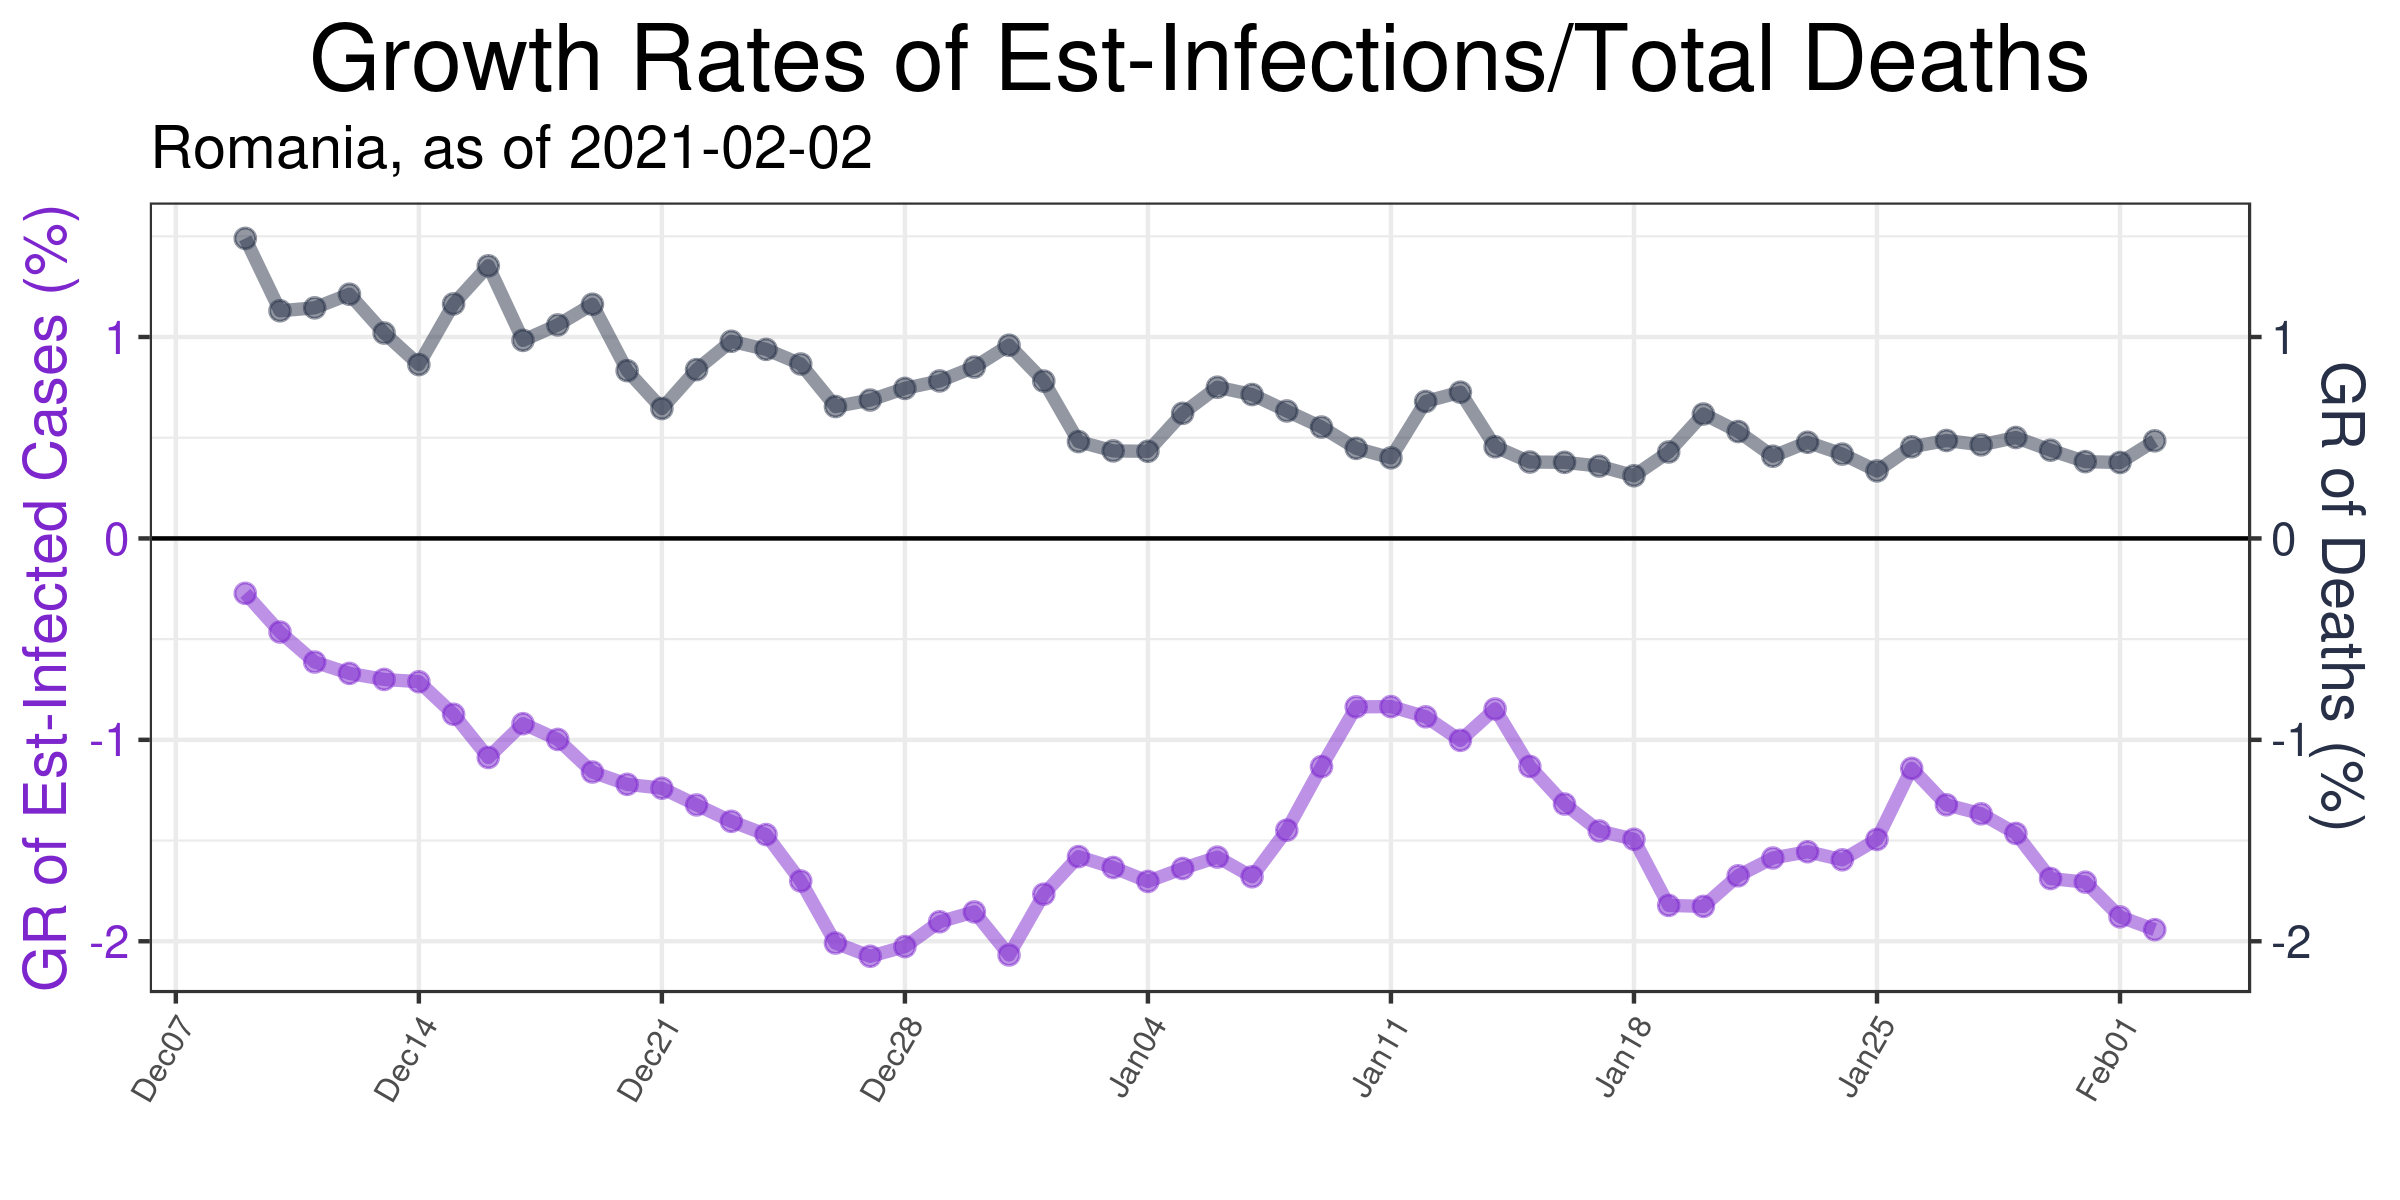 Growth Rates of Est-Infections/Total Deaths
Romania, as of 2021-02-02
GR of Est-Infected Cases (%)
1
0
-1
-2
1
0
-1
-2
GR of Deaths (%)
Dec07
Dec14
Dec21
Dec28
Jan04
Jan11
Jan18
Jan25
Feb01